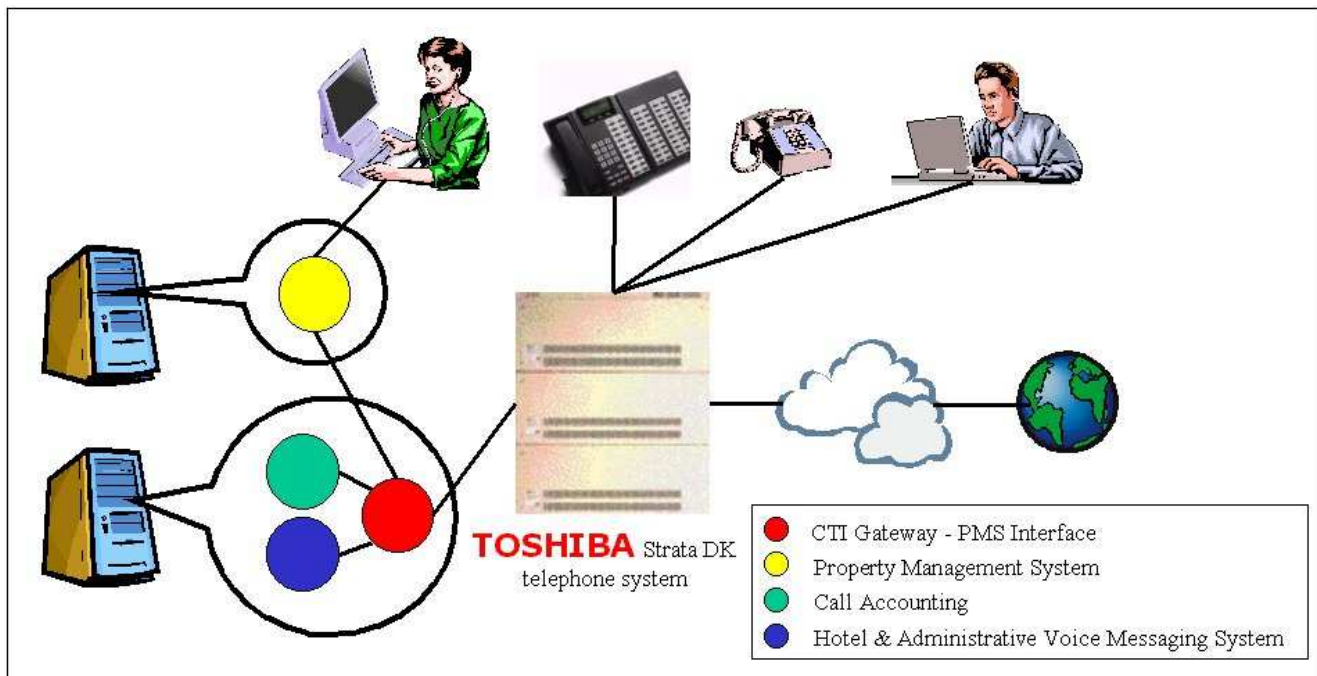 TOSHIBA Strata DK
telephone system
CTI Gateway - PMS Interface
Property Management System
Call Accounting
Hotel & Administrative Voice Messaging System